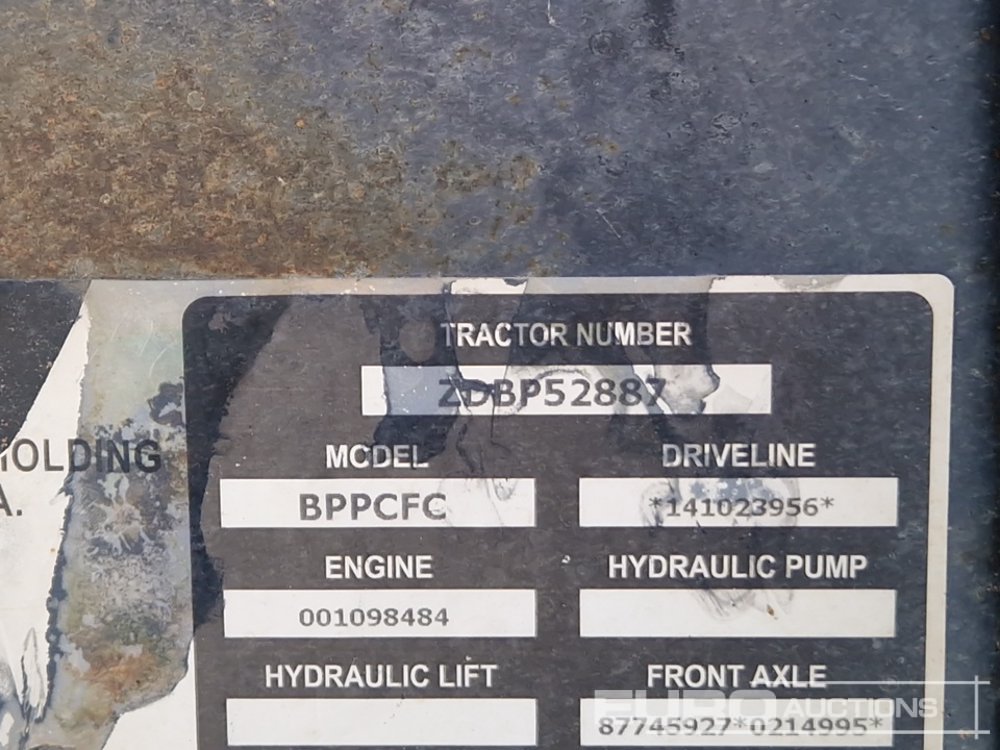 TRACTOR NUMBER
ZDBP52887
MODEL
DRIVELINE
BPPCFC
*141023956*
HOLDING
A.
ENGINE
HYDRAULIC PUMP
001098484
HYDRAULIC LIFT
FRONT AXLE
87745927*0214995*
EURO AUCTIONS